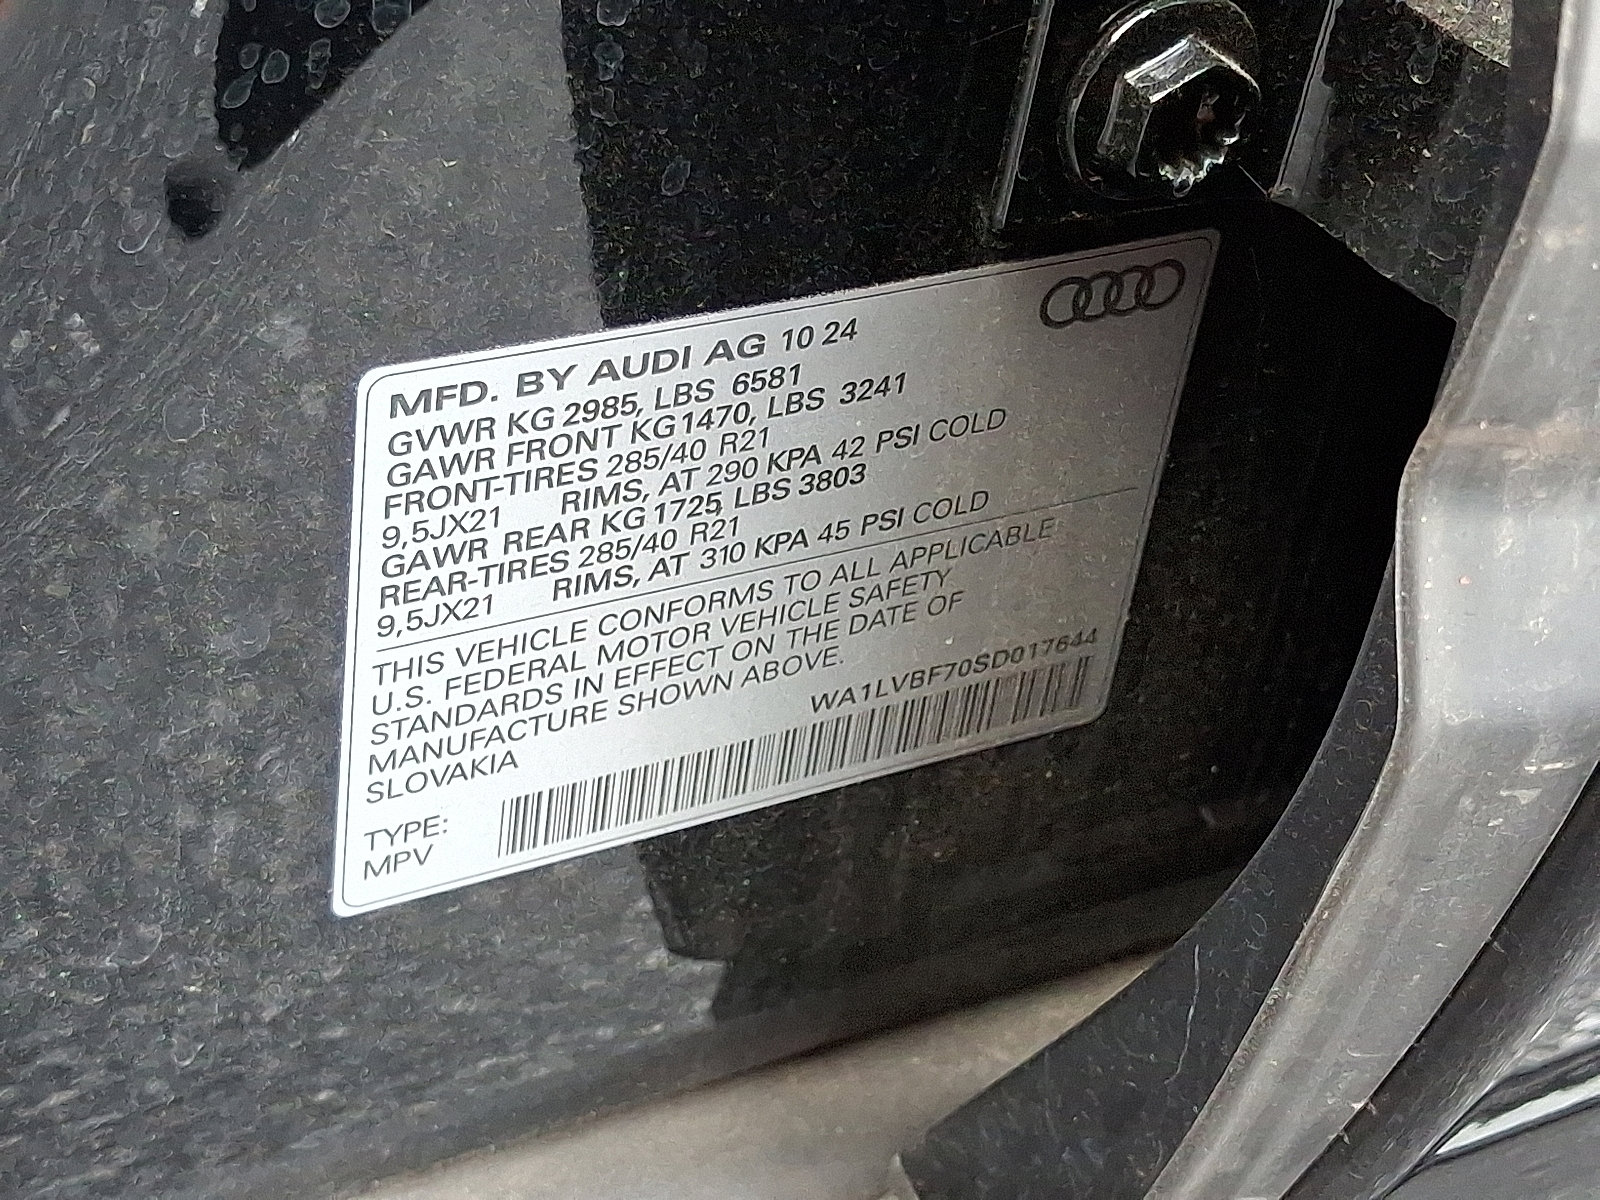 MFD. BY AUDI AG 10 24
GVWR KG 2985, LBS 6581
GAWR FRONT KG 1470, LBS 3241
FRONT-TIRES 285/40 R21
9,5JX21 RIMS, AT 290 KPA 42 PSI COLD
GAWR REAR KG 1725, LBS 3803
REAR-TIRES 285/40 R21
9,5JX21 RIMS, AT 310 KPA 45 PSI COLD
THIS VEHICLE CONFORMS TO ALL APPLICABLE
U.S. FEDERAL MOTOR VEHICLE SAFETY
STANDARDS IN EFFECT ON THE DATE OF
MANUFACTURE SHOWN ABOVE.
SLOVAKIA
WA1LVBF70SD017644
TYPE:
MPV